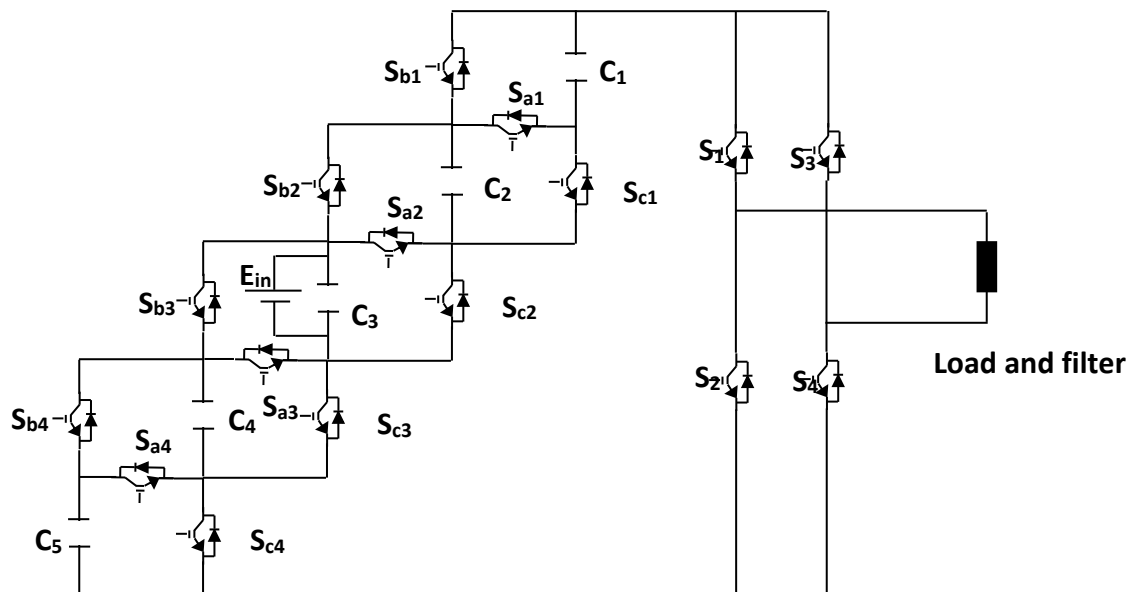 Sb1
C1
Sa1
Sb2
C2
Sc1
S1
S3
Sa2
Ein
Sb3
C3
Sc2
Load and filter
S2
S4
Sb4
Sa3
C4
Sc3
Sa4
C5
Sc4